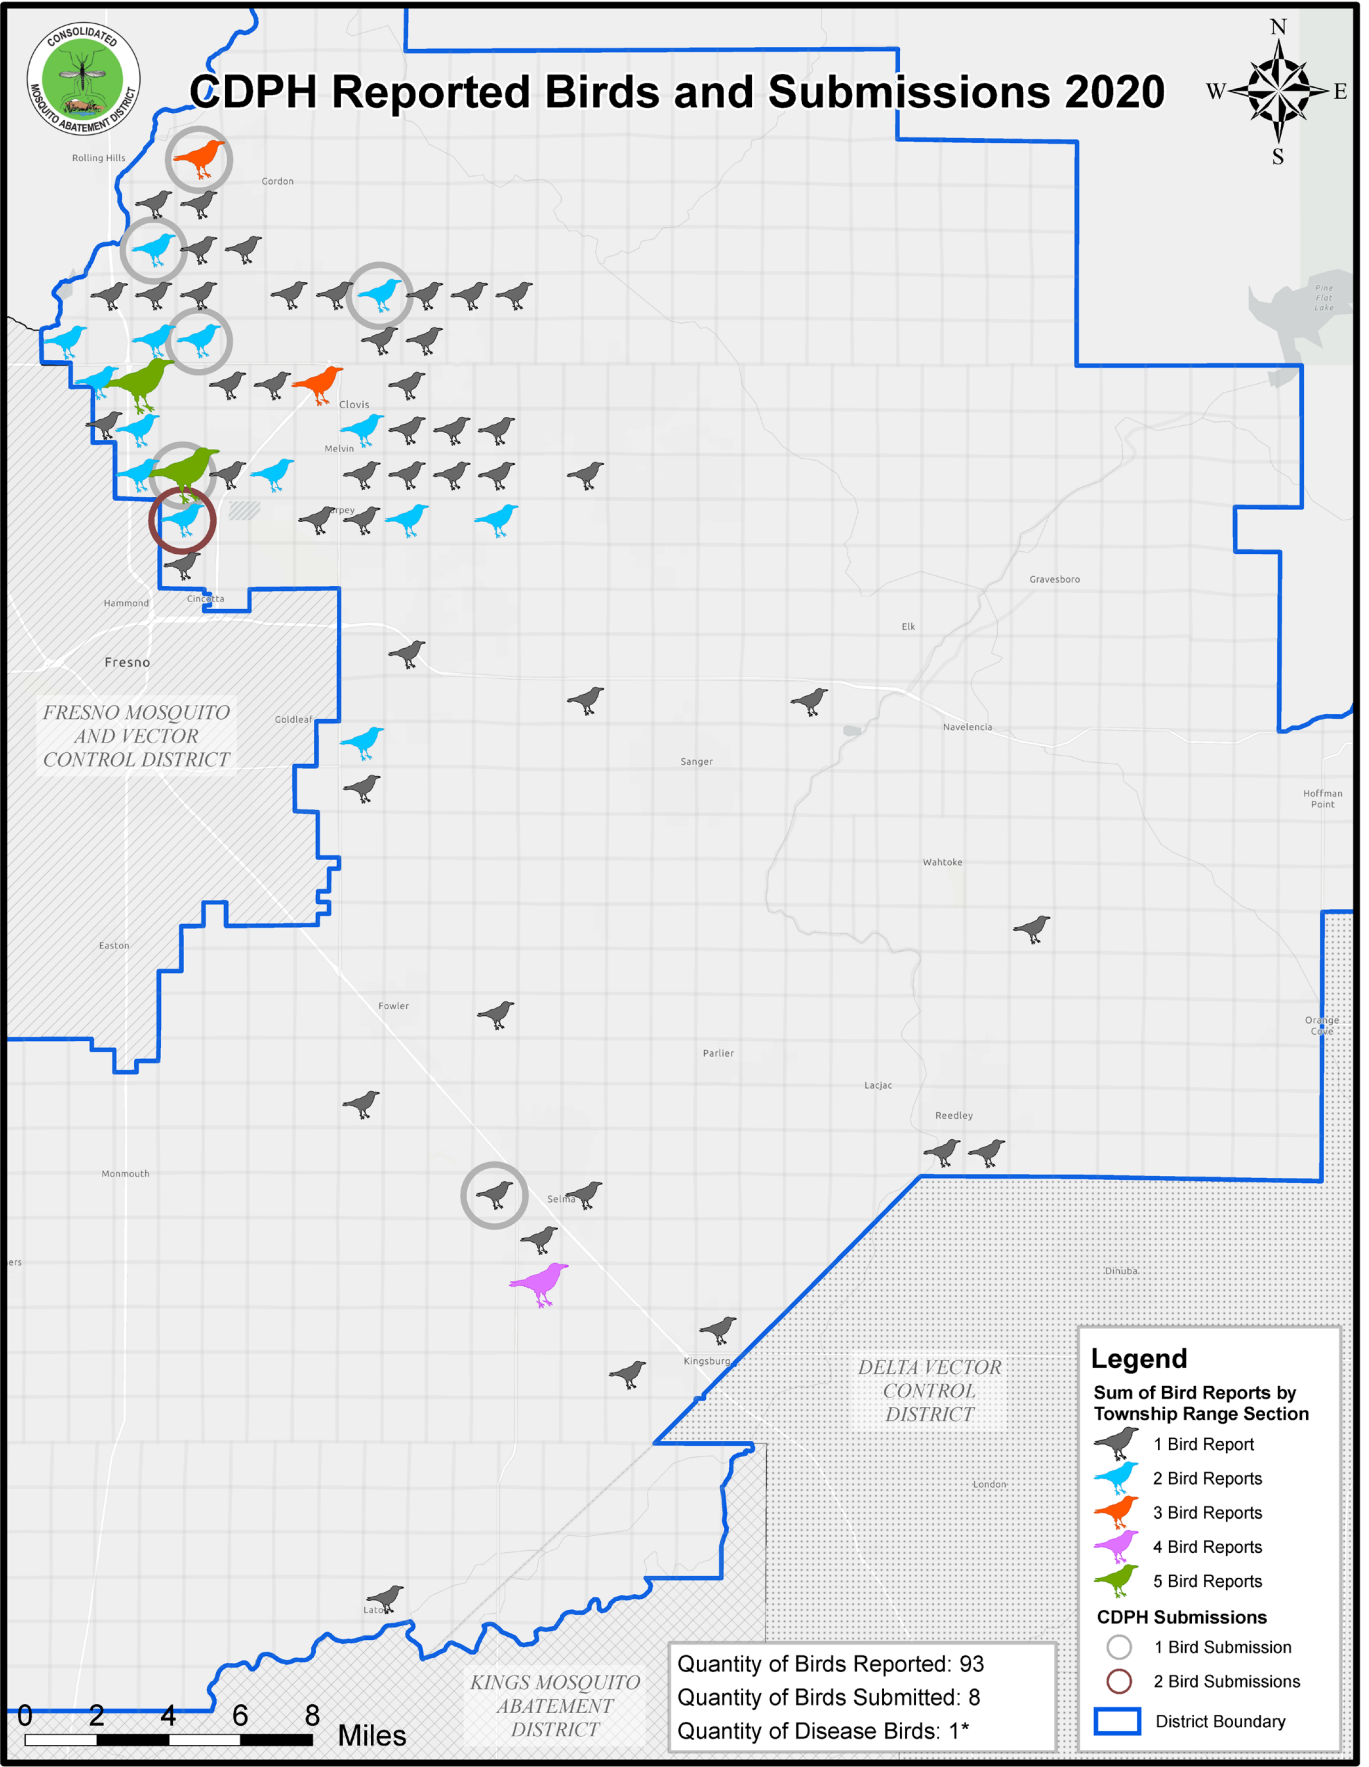 CONSOLIDATED
MOSQUITO ABATEMENT DISTRICT
CDPH Reported Birds and Submissions 2020
N
W
E
S
Rolling Hills
Gordon
Pine
Flat
Lake
Clovis
Melvin
rpey
Gravesboro
Hammond
Cincotta
Elk
Fresno
FRESNO MOSQUITO
AND VECTOR
CONTROL DISTRICT
Goldleaf
Navelencia
Sanger
Hoffman
Point
Wahtoke
Easton
Fowler
Orange
Cove
Parlier
Lacjac
Reedley
Monmouth
Selma
ers
Dinuba
Kingsburg
DELTA VECTOR
CONTROL
DISTRICT
London
Lato
KINGS MOSQUITO
ABATEMENT
DISTRICT
Legend
Sum of Bird Reports by
Township Range Section
1 Bird Report
2 Bird Reports
3 Bird Reports
4 Bird Reports
5 Bird Reports
CDPH Submissions
1 Bird Submission
2 Bird Submissions
District Boundary
Quantity of Birds Reported: 93
Quantity of Birds Submitted: 8
Quantity of Disease Birds: 1*
0 2 4 6 8
Miles